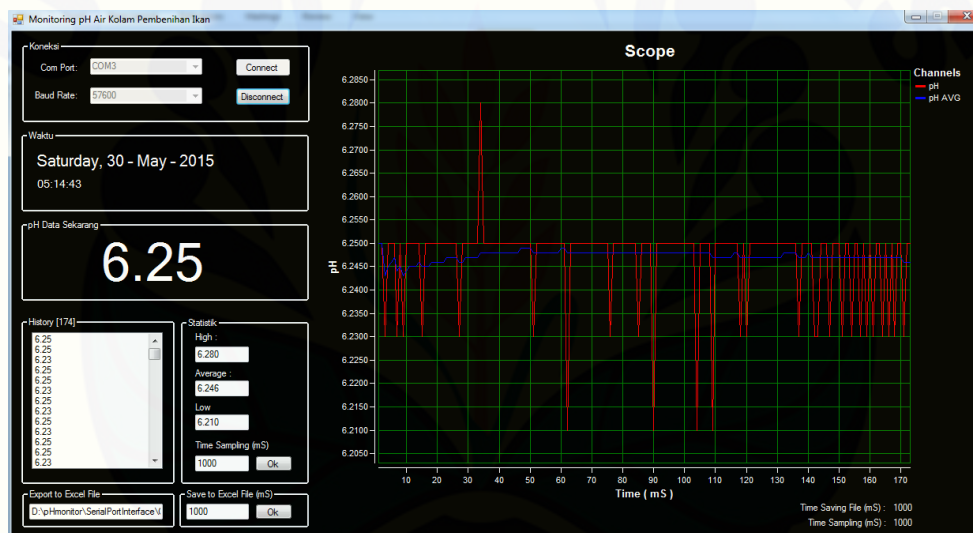 Monitoring pH Air Kolam Pembenihan Ikan
Koneksi
Com Port: COM3 Connect
Baud Rate: 57600 Disconnect
Waktu
Saturday, 30 - May - 2015
05:14:43
pH Data Sekarang
6.25
History [174]
6.25
6.25
6.23
6.25
6.25
6.23
6.25
6.23
6.25
6.23
6.25
6.25
6.23
Statistik
High :
6.280
Average :
6.246
Low
6.210
Time Sampling (mS)
1000 Ok
Export to Excel File
D:\pHmonitor\SerialPortInterface\
Save to Excel File (mS)
1000 Ok
Scope
Channels
pH
pH AVG
pH
6.2850
6.2800
6.2750
6.2700
6.2650
6.2600
6.2550
6.2500
6.2450
6.2400
6.2350
6.2300
6.2250
6.2200
6.2150
6.2100
6.2050
10 20 30 40 50 60 70 80 90 100 110 120 130 140 150 160 170
Time ( mS )
Time Saving File (mS) : 1000
Time Sampling (mS) : 1000